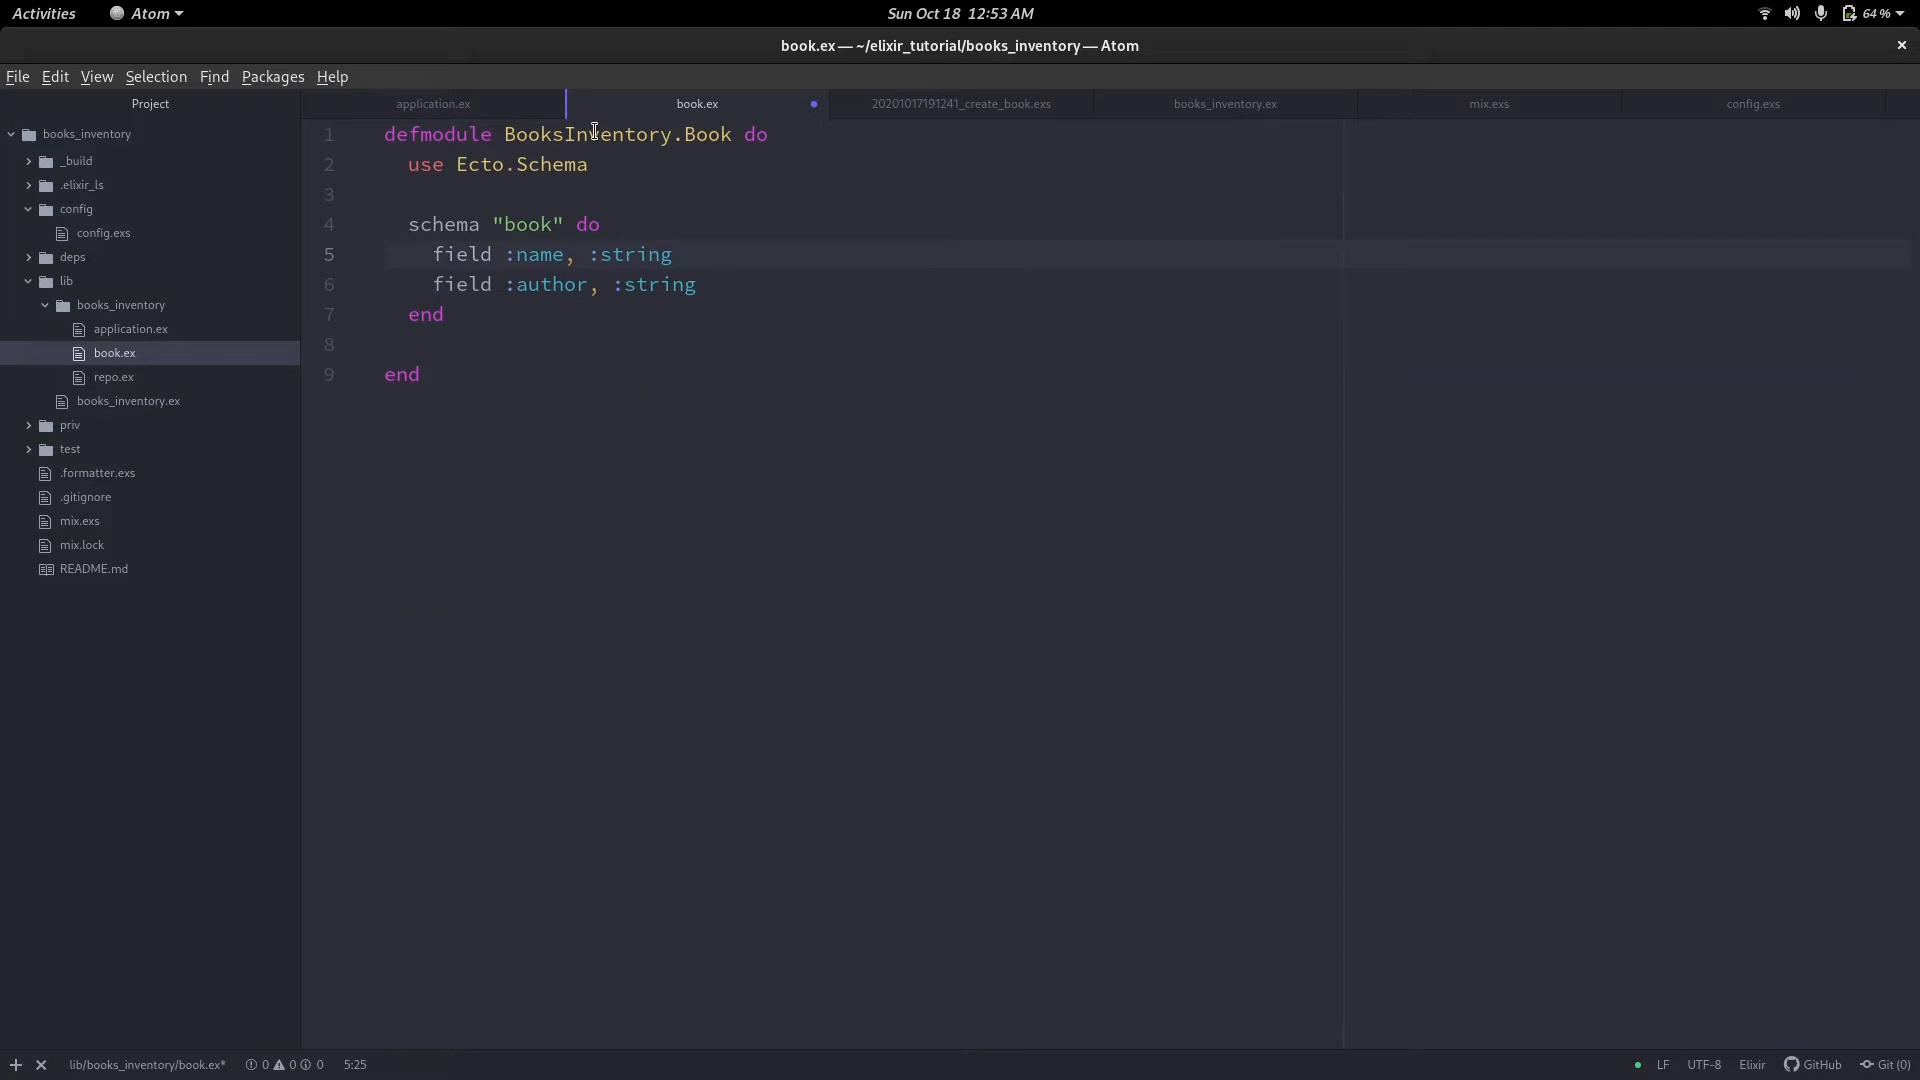 Activities Atom Sun Oct 18 12:53 AM 64 %
book.ex — ~/elixir_tutorial/books_inventory — Atom
File Edit View Selection Find Packages Help
Project
books_inventory
_build
.elixir_ls
config
config.exs
deps
lib
books_inventory
application.ex
book.ex
repo.ex
books_inventory.ex
priv
test
.formatter.exs
.gitignore
mix.exs
mix.lock
README.md
application.ex book.ex 20201017191241_create_book.exs books_inventory.ex mix.exs config.exs
1 defmodule BooksInventory.Book do
2 use Ecto.Schema
3
4 schema "book" do
5 field :name, :string
6 field :author, :string
7 end
8
9 end
lib/books_inventory/book.ex* 0 0 0 5:25 LF UTF-8 Elixir GitHub Git (0)